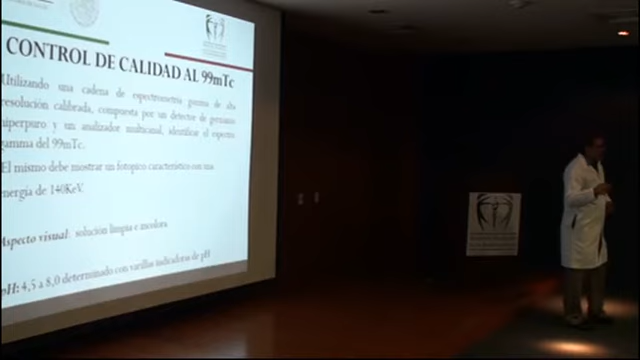 CONTROL DE CALIDAD AL 99mTc
Utilizando una cadena de espectrometría gamma de alta
resolución calibrada, compuesta por un detector de germanio
hiperpuro y un analizador multicanal, identificar el espectro
gamma del 99mTc.
El mismo debe mostrar un fotopico característico con una
energía de 140KeV.
Aspecto visual: solución limpia e incolora
pH: 4,5 a 8,0 determinado con varillas indicadoras de pH